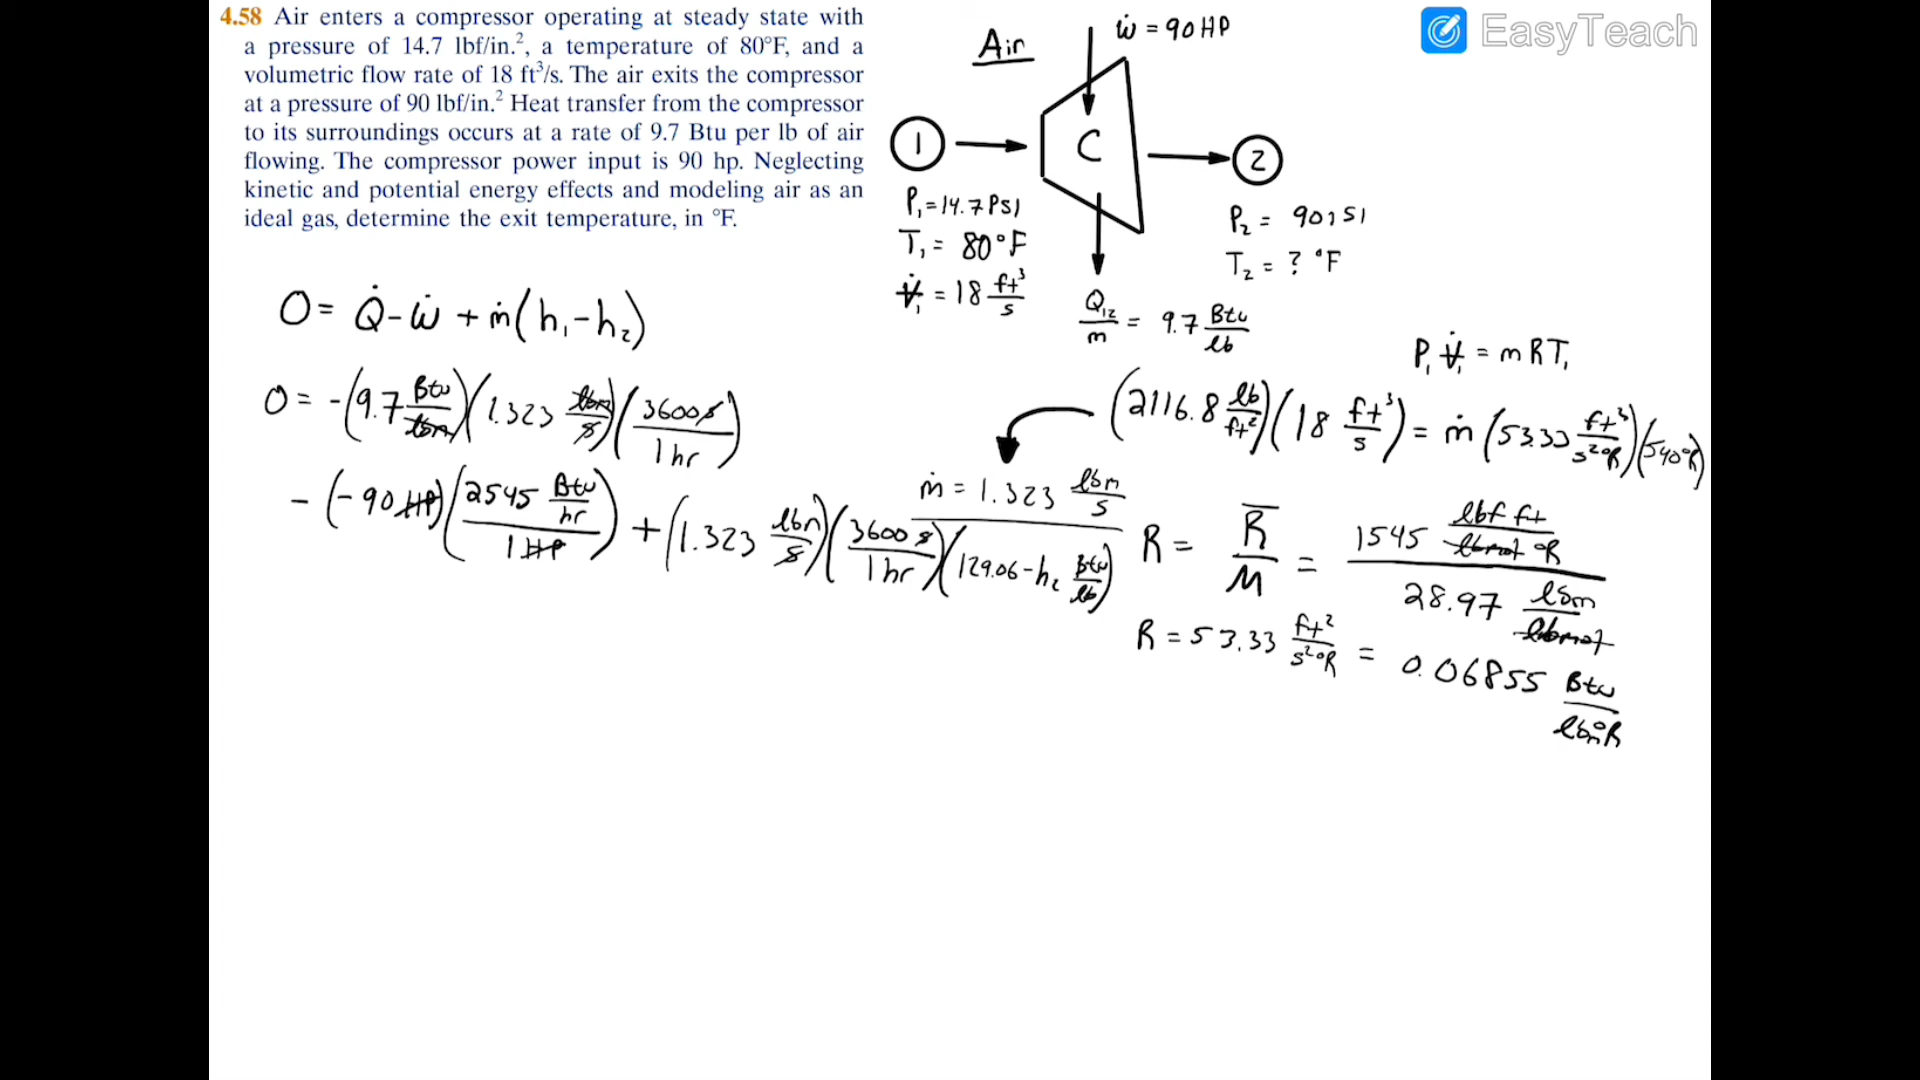 4.58 Air enters a compressor operating at steady state with
a pressure of 14.7 lbf/in.², a temperature of 80°F, and a
volumetric flow rate of 18 ft³/s. The air exits the compressor
at a pressure of 90 lbf/in.² Heat transfer from the compressor
to its surroundings occurs at a rate of 9.7 Btu per lb of air
flowing. The compressor power input is 90 hp. Neglecting
kinetic and potential energy effects and modeling air as an
ideal gas, determine the exit temperature, in °F.
EasyTeach
Air
ẇ = 90 HP
1
C
2
P₁ = 14.7 PSI
T₁ = 80°F
V̇₁ = 18 ft³/s
Q₁₂/m = 9.7 Btu/lb
P₂ = 90 PSI
T₂ = ? °F
0 = Q̇ - ẇ + ṁ(h₁ - h₂)
0 = -(9.7 Btu/lbm)(1.323 lbm/s)(3600 s/1 hr)
- (-90 HP)(2545 Btu/hr/1 HP) + (1.323 lbm/s)(3600 s/1 hr)(129.06 - h₂ Btu/lb)
P₁ V̇₁ = m R T₁
(2116.8 lb/ft²)(18 ft³/s) = ṁ (53.33 ft³/s²°R)(540°R)
ṁ = 1.323 lbm/s
R = R̅/M = 1545 lbf ft/lbmol °R / 28.97 lbm/lbmol
R = 53.33 ft²/s²°R = 0.06855 Btu/lbm°R